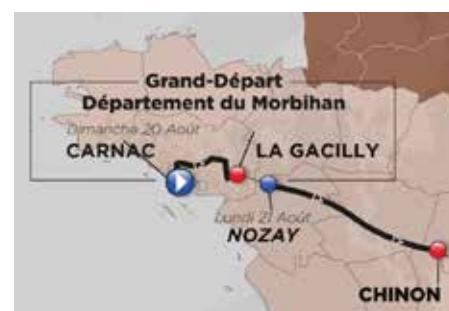 Grand-Départ
Département du Morbihan
Dimanche 20 Août
CARNAC
LA GACILLY
Lundi 21 Août
NOZAY
CHINON